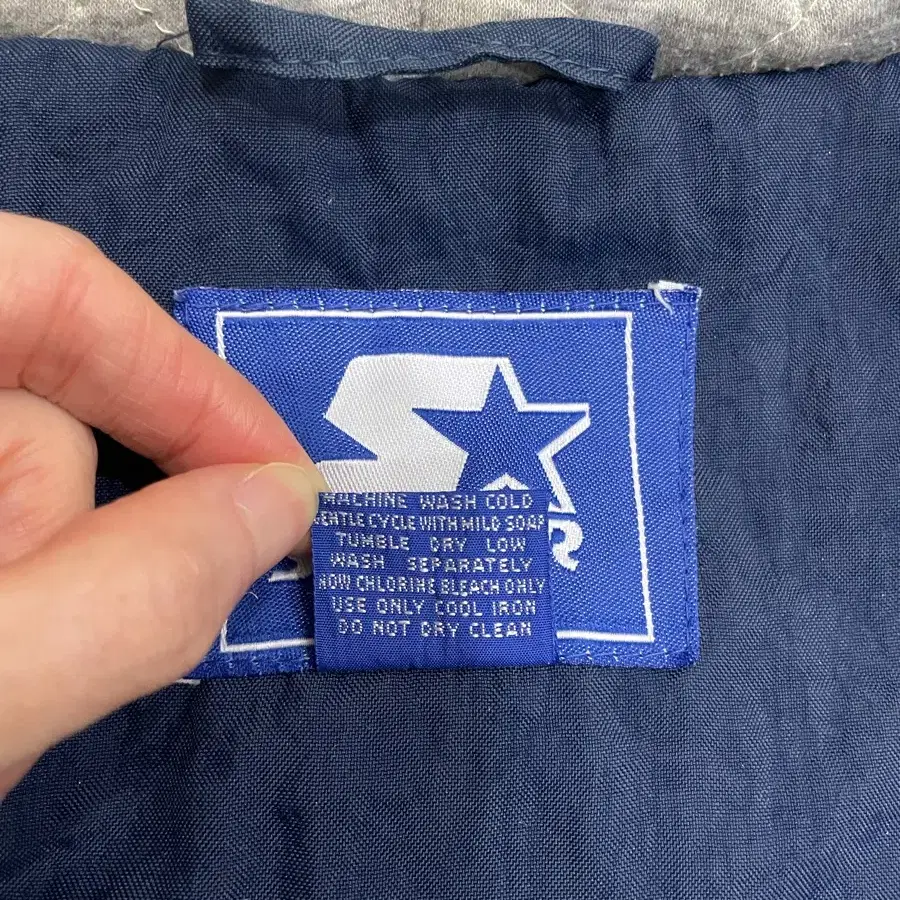 MACHINE WASH COLD
GENTLE CYCLE WITH MILD SOAP
TUMBLE DRY LOW
WASH SEPARATELY
NOW CHLORINE BLEACH ONLY
USE ONLY COOL IRON
DO NOT DRY CLEAN
R